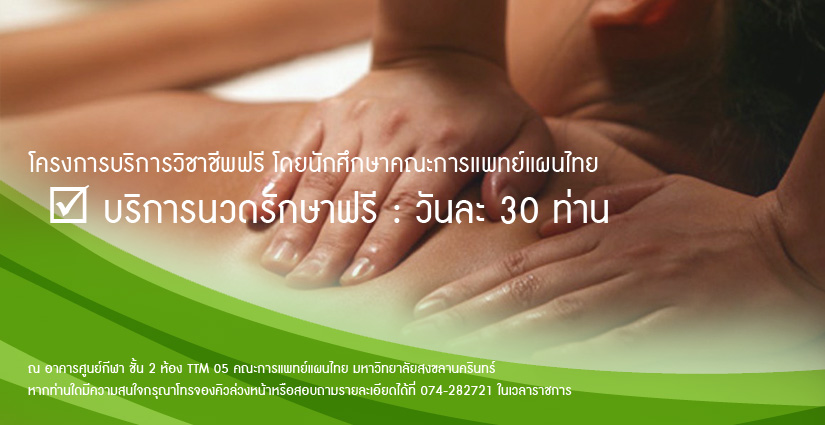 โครงการบริการวิชาชีพฟรี โดยนักศึกษาคณะการแพทย์แผนไทย
บริการนวดรักษาฟรี : วันละ 30 ท่าน
ณ อาคารศูนย์กีฬา ชั้น 2 ห้อง TTM 05 คณะการแพทย์แผนไทย มหาวิทยาลัยสงขลานครินทร์
หากท่านใดมีความสนใจกรุณาโทรจองคิวล่วงหน้าหรือสอบถามรายละเอียดได้ที่ 074-282721 ในเวลาราชการ